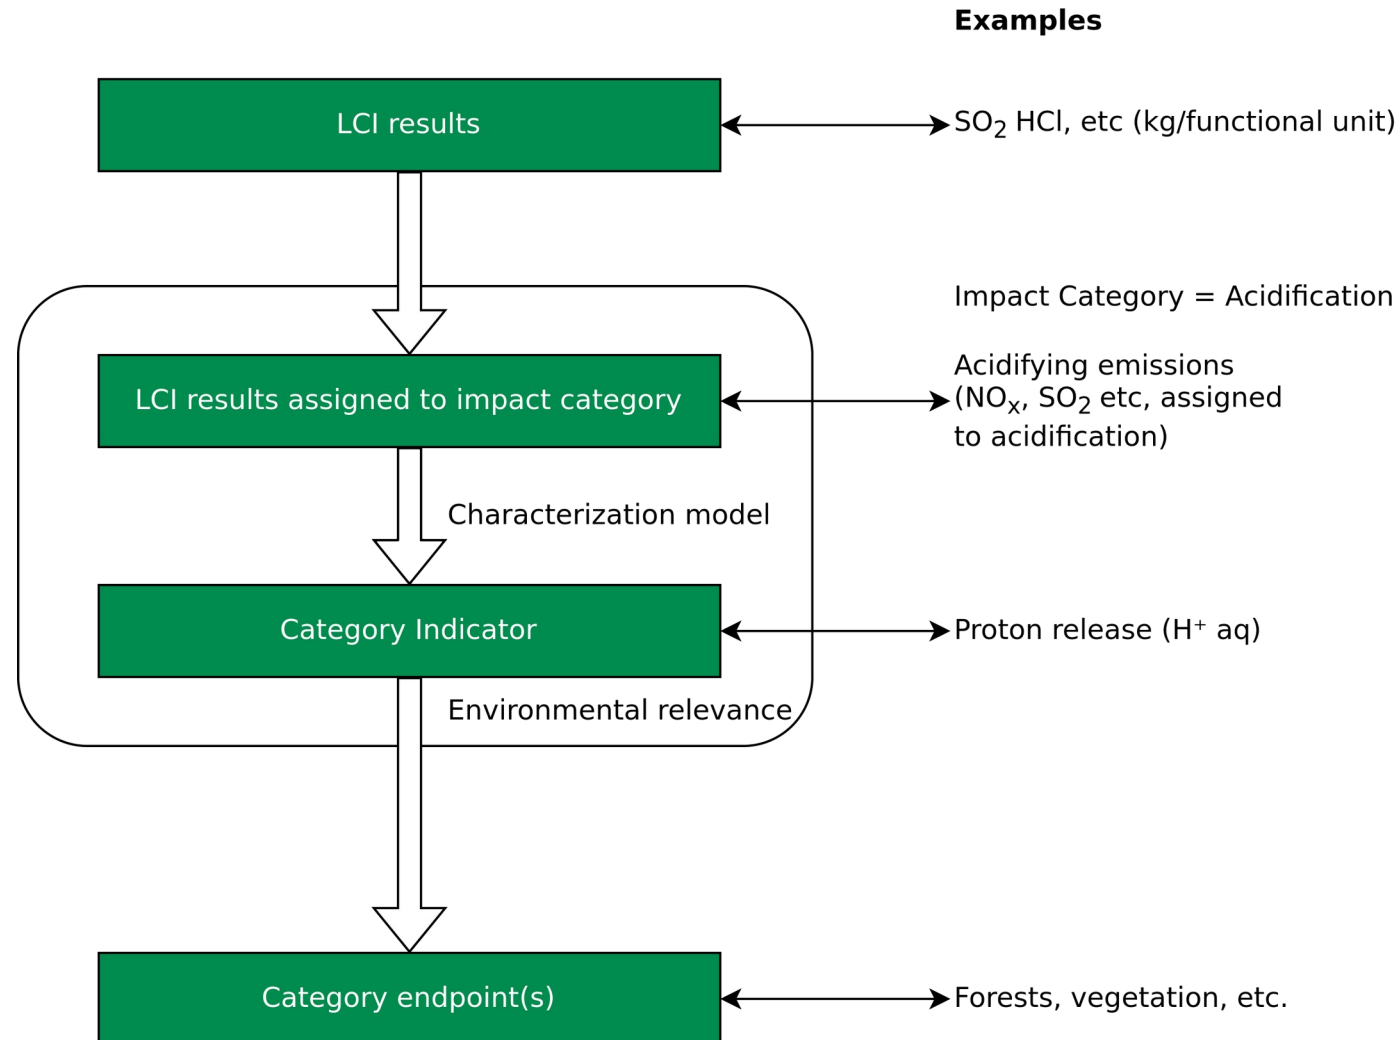 Examples
LCI results
SO₂ HCl, etc (kg/functional unit)
Impact Category = Acidification
LCI results assigned to impact category
Acidifying emissions
(NOₓ, SO₂ etc, assigned
to acidification)
Characterization model
Category Indicator
Proton release (H⁺ aq)
Environmental relevance
Category endpoint(s)
Forests, vegetation, etc.